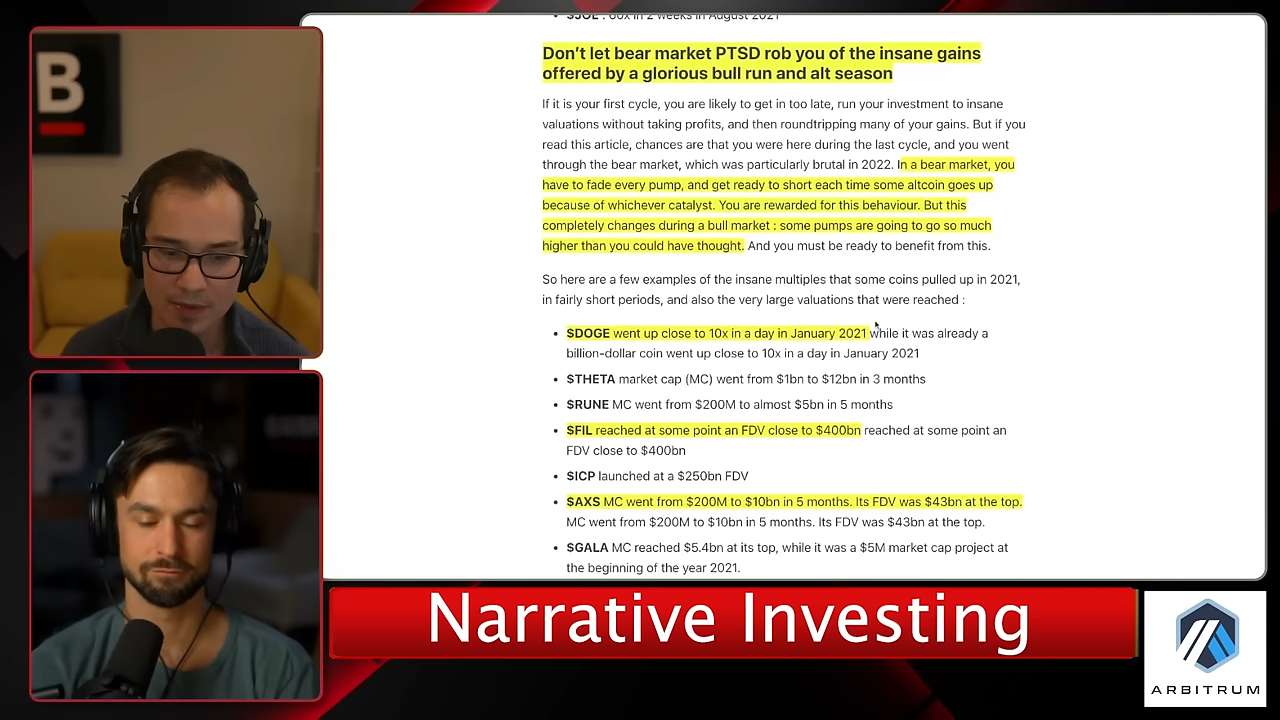 B
$JOE : 60x in 2 weeks in August 2021
Don't let bear market PTSD rob you of the insane gains
offered by a glorious bull run and alt season
If it is your first cycle, you are likely to get in too late, run your investment to insane
valuations without taking profits, and then roundtripping many of your gains. But if you
read this article, chances are that you were here during the last cycle, and you went
through the bear market, which was particularly brutal in 2022. In a bear market, you
have to fade every pump, and get ready to short each time some altcoin goes up
because of whichever catalyst. You are rewarded for this behaviour. But this
completely changes during a bull market : some pumps are going to go so much
higher than you could have thought. And you must be ready to benefit from this.
So here are a few examples of the insane multiples that some coins pulled up in 2021,
in fairly short periods, and also the very large valuations that were reached :
• $DOGE went up close to 10x in a day in January 2021 while it was already a
billion-dollar coin went up close to 10x in a day in January 2021
• $THETA market cap (MC) went from $1bn to $12bn in 3 months
• $RUNE MC went from $200M to almost $5bn in 5 months
• $FIL reached at some point an FDV close to $400bn reached at some point an
FDV close to $400bn
• $ICP launched at a $250bn FDV
• $AXS MC went from $200M to $10bn in 5 months. Its FDV was $43bn at the top.
MC went from $200M to $10bn in 5 months. Its FDV was $43bn at the top.
• $GALA MC reached $5.4bn at its top, while it was a $5M market cap project at
the beginning of the year 2021.
Narrative Investing
ARBITRUM